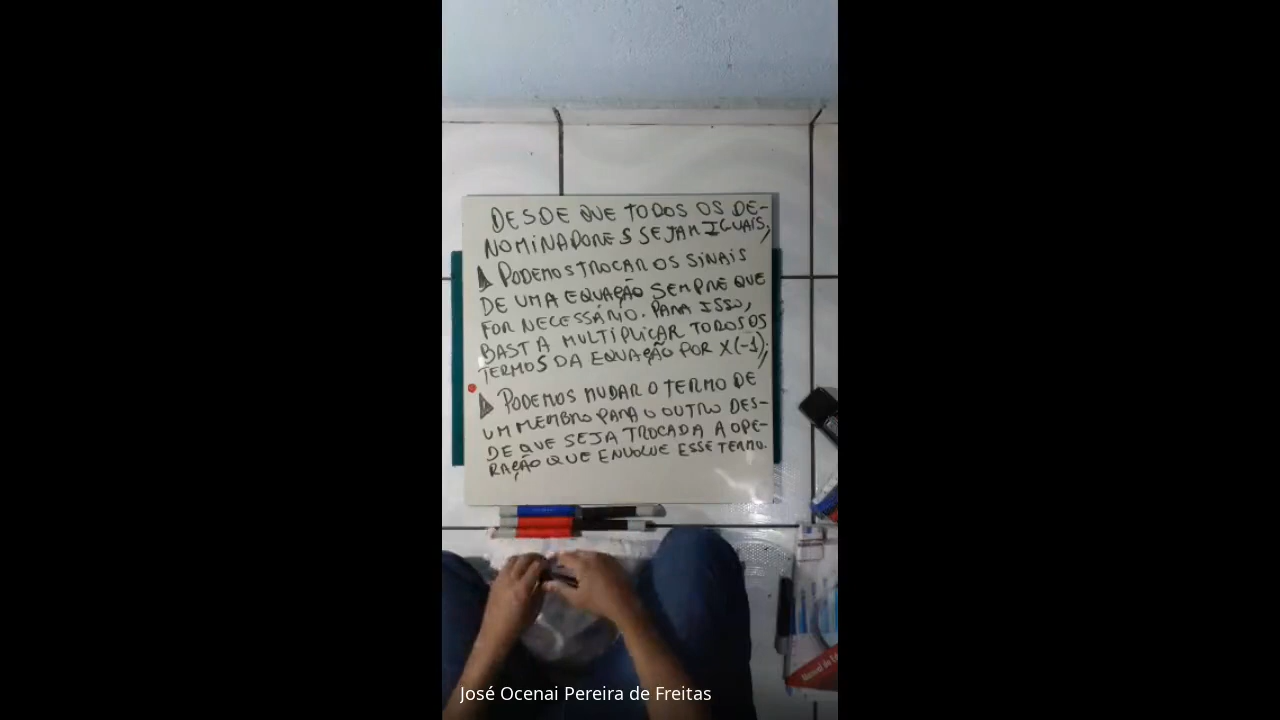 DESDE QUE TODOS OS DE-
NOMINADORES SEJAM IGUAIS;
PODEMOS TROCAR OS SINAIS
DE UMA EQUAÇÃO SEMPRE QUE
FOR NECESSÁRIO. PARA ISSO,
BASTA MULTIPLICAR TODOS OS
TERMOS DA EQUAÇÃO POR X(-1);
PODEMOS MUDAR O TERMO DE
UM MEMBRO PARA O OUTRO DES-
DE QUE SEJA TROCADA A OPE-
RAÇÃO QUE ENVOLVE ESSE TERMO.
José Ocenai Pereira de Freitas